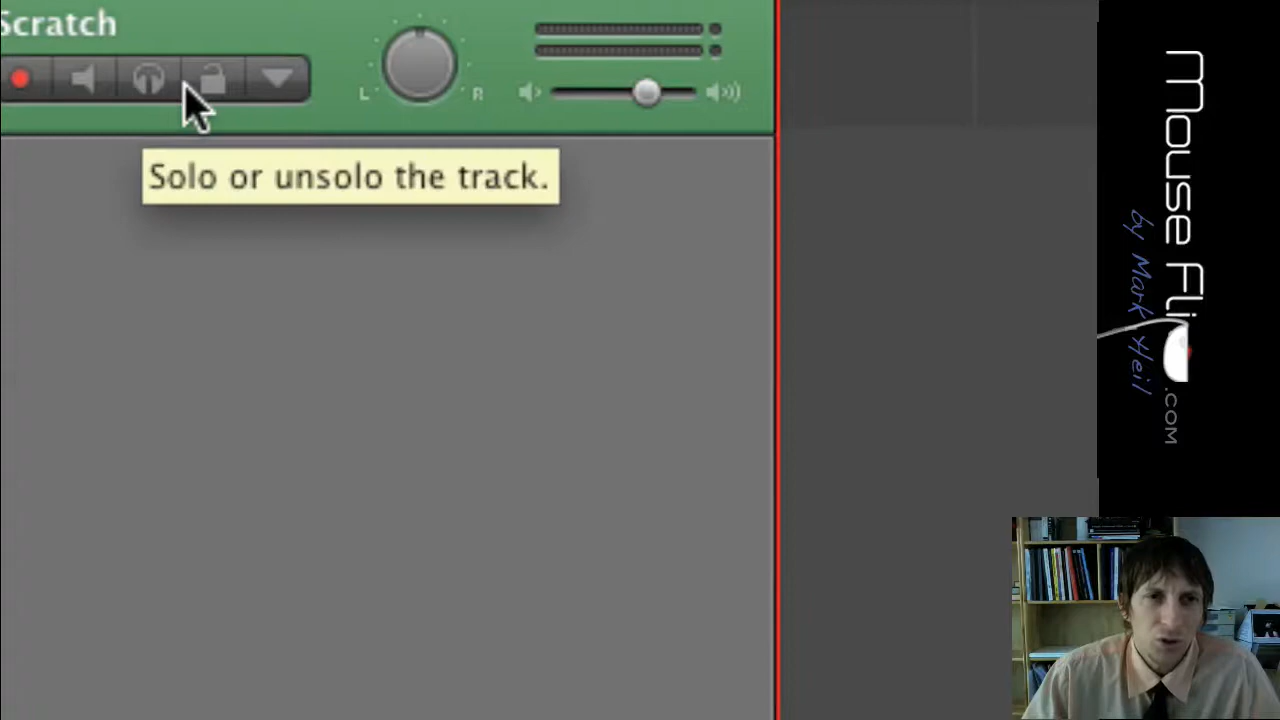 Scratch
L
R
Solo or unsolo the track.
Mouse Fli
.COM
by Mark Heil